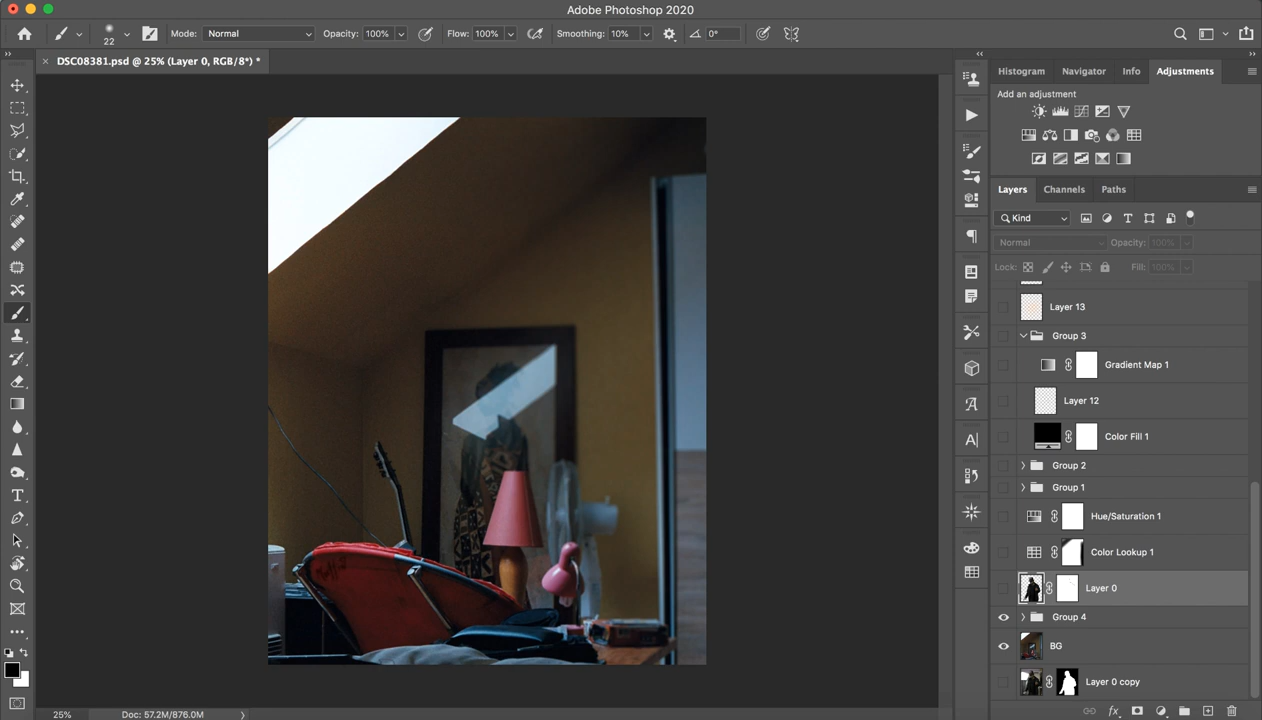 Adobe Photoshop 2020
22
Mode: Normal
Opacity: 100%
Flow: 100%
Smoothing: 10%
0°
DSC08381.psd @ 25% (Layer 0, RGB/8*) *
Histogram
Navigator
Info
Adjustments
Add an adjustment
Layers
Channels
Paths
Kind
Normal
Opacity: 100%
Lock:
Fill: 100%
Layer 13
Group 3
Gradient Map 1
Layer 12
Color Fill 1
Group 2
Group 1
Hue/Saturation 1
Color Lookup 1
Layer 0
Group 4
BG
Layer 0 copy
25%
Doc: 57.2M/876.0M